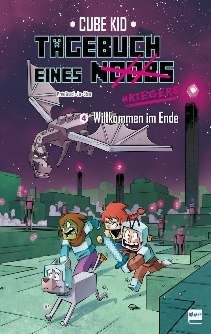 CUBE KID
TAGEBUCH
EINES NOOBS
KRIEGERS
4 Willkommen im Ende